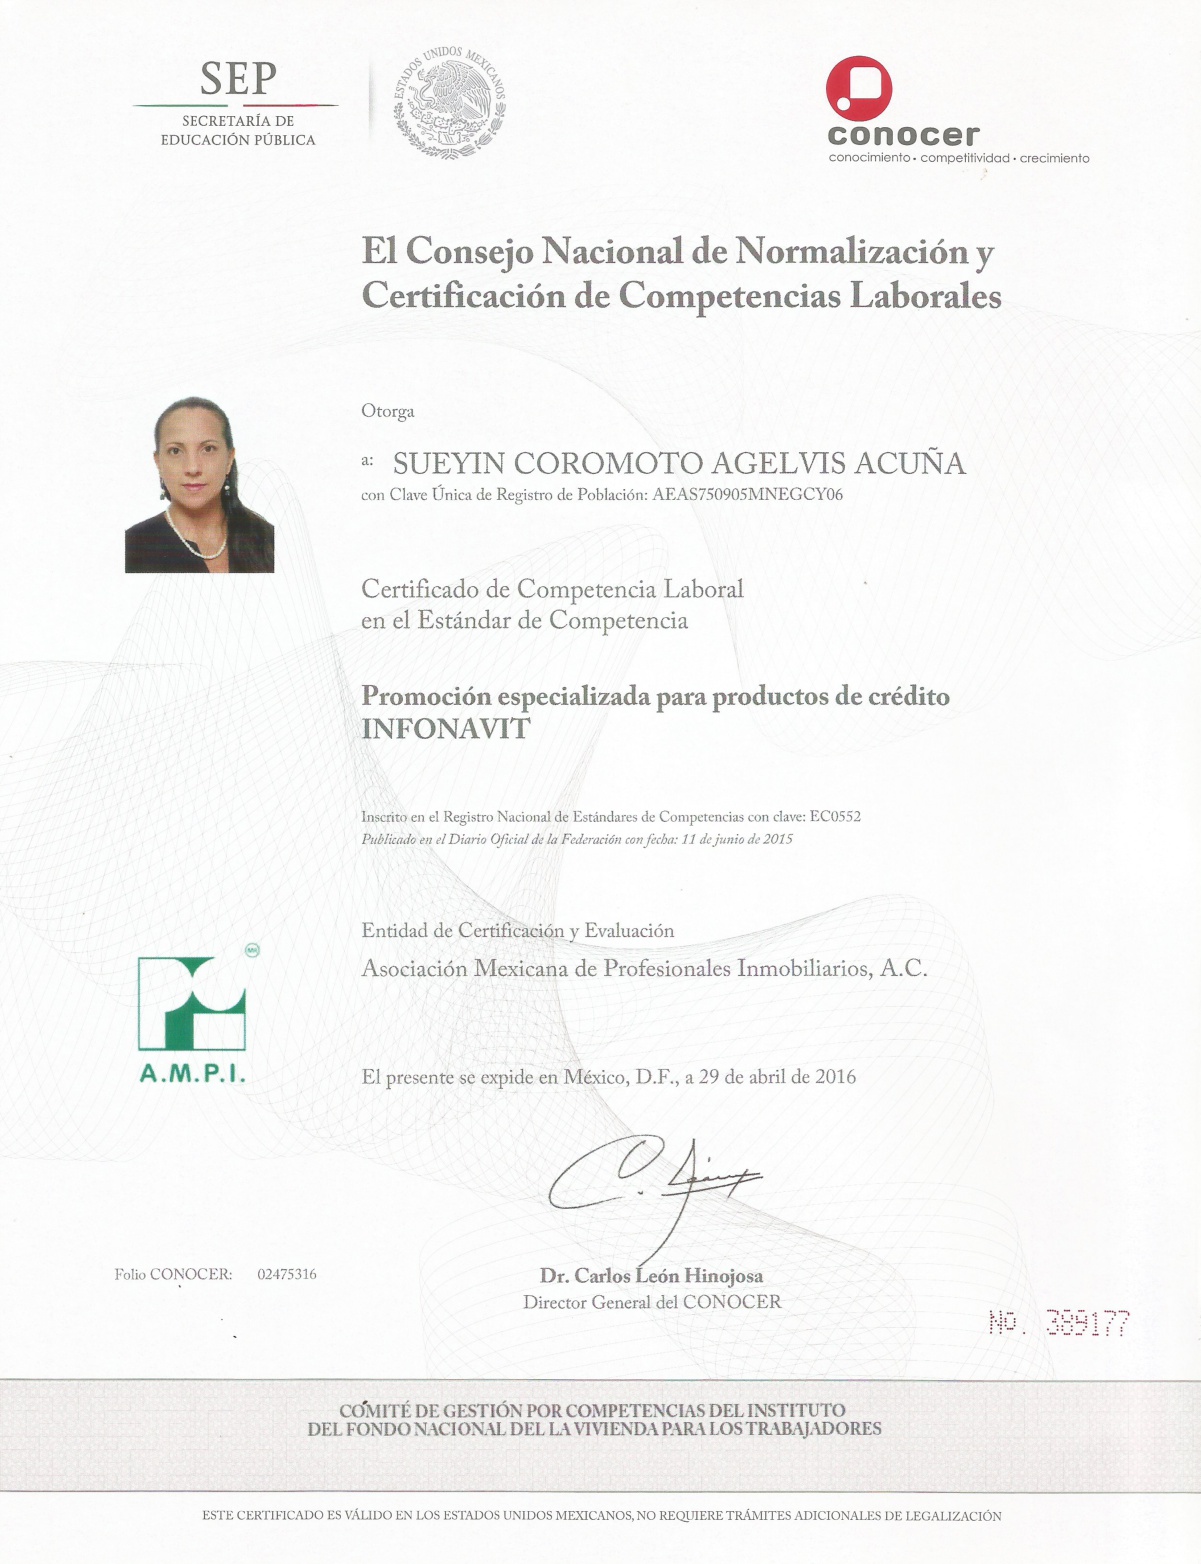 SEP
SECRETARÍA DE
EDUCACIÓN PÚBLICA
ESTADOS UNIDOS MEXICANOS
conocer
conocimiento • competitividad • crecimiento
El Consejo Nacional de Normalización y
Certificación de Competencias Laborales
Otorga
a: SUEYIN COROMOTO AGELVIS ACUÑA
con Clave Única de Registro de Población: AEAS750905MNEGCY06
Certificado de Competencia Laboral
en el Estándar de Competencia
Promoción especializada para productos de crédito
INFONAVIT
Inscrito en el Registro Nacional de Estándares de Competencias con clave: EC0552
Publicado en el Diario Oficial de la Federación con fecha: 11 de junio de 2015
Entidad de Certificación y Evaluación
Asociación Mexicana de Profesionales Inmobiliarios, A.C.
MR
A.M.P.I.
El presente se expide en México, D.F., a 29 de abril de 2016
Folio CONOCER: 02475316
Dr. Carlos León Hinojosa
Director General del CONOCER
No. 389177
COMITÉ DE GESTIÓN POR COMPETENCIAS DEL INSTITUTO
DEL FONDO NACIONAL DEL LA VIVIENDA PARA LOS TRABAJADORES
ESTE CERTIFICADO ES VÁLIDO EN LOS ESTADOS UNIDOS MEXICANOS, NO REQUIERE TRÁMITES ADICIONALES DE LEGALIZACIÓN